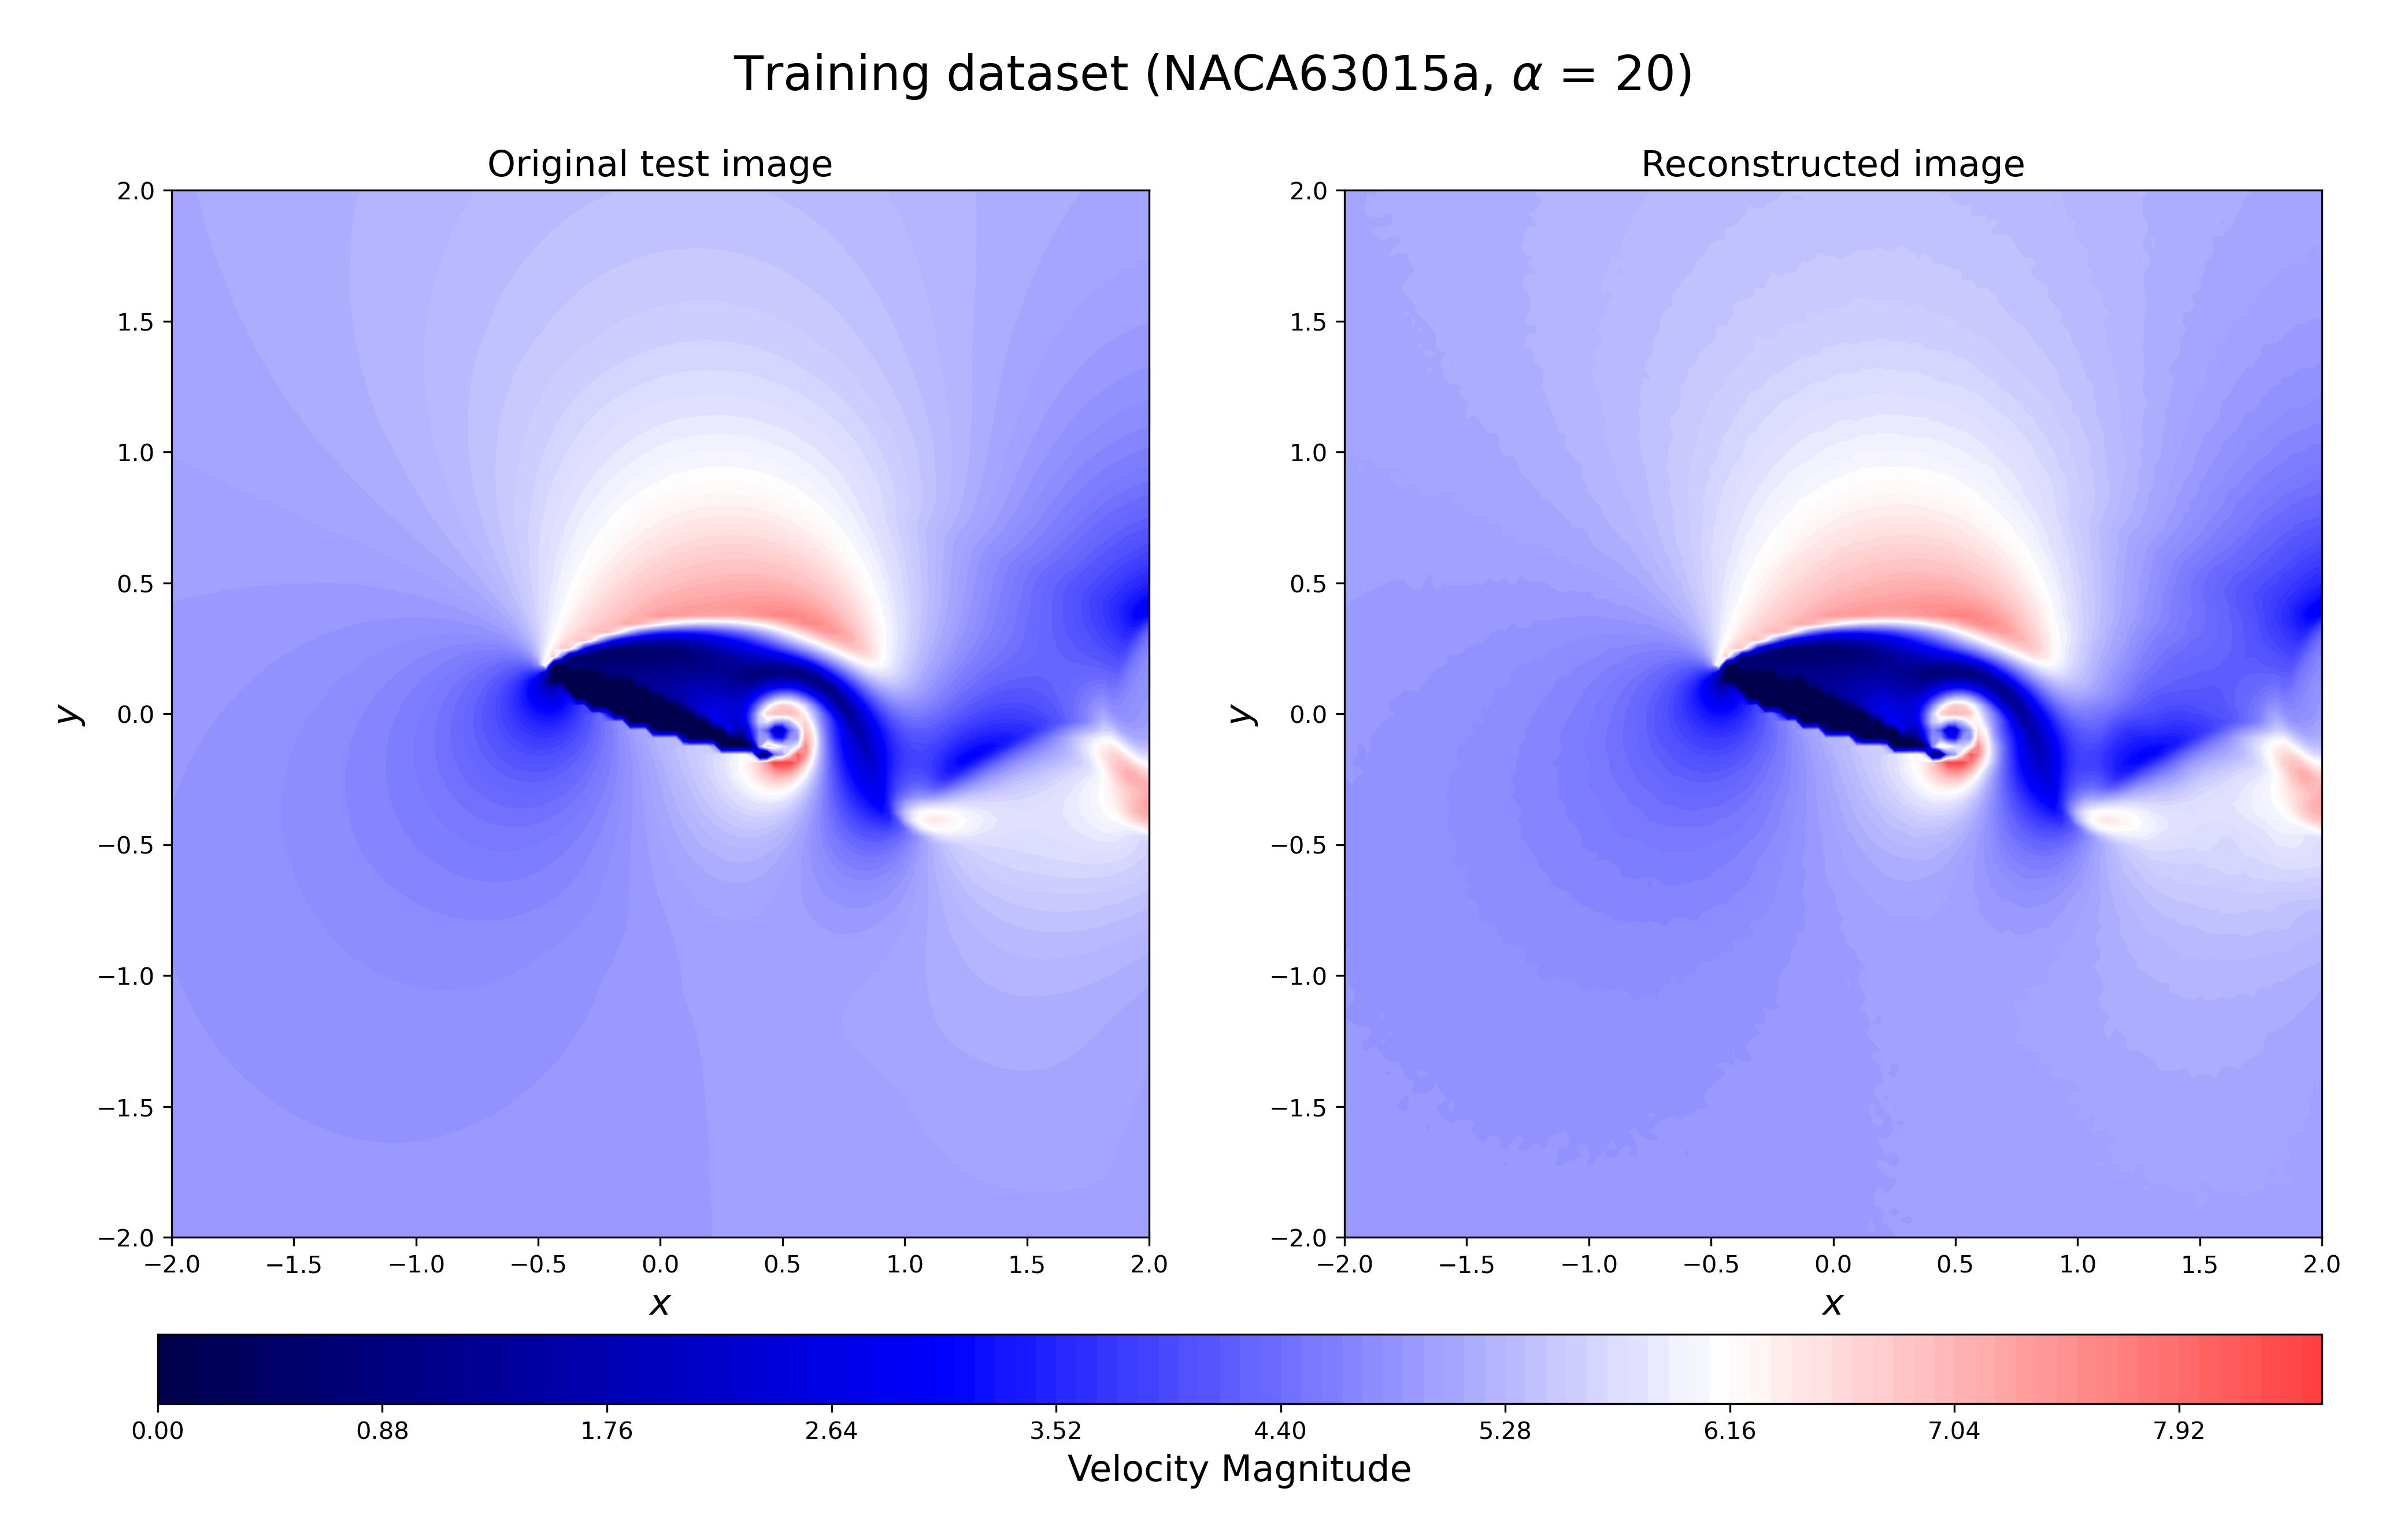 Training dataset (NACA63015a, α = 20)
Original test image
Reconstructed image
2.0
1.5
1.0
0.5
0.0
−0.5
−1.0
−1.5
−2.0
y
−2.0 −1.5 −1.0 −0.5 0.0 0.5 1.0 1.5 2.0
x
2.0
1.5
1.0
0.5
0.0
−0.5
−1.0
−1.5
−2.0
y
−2.0 −1.5 −1.0 −0.5 0.0 0.5 1.0 1.5 2.0
x
0.00 0.88 1.76 2.64 3.52 4.40 5.28 6.16 7.04 7.92
Velocity Magnitude